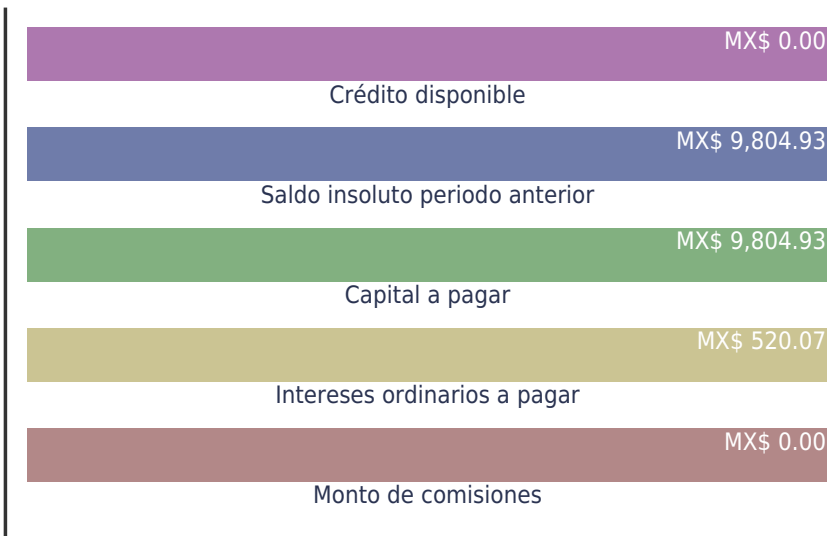 MX$ 0.00
Crédito disponible
MX$ 9,804.93
Saldo insoluto periodo anterior
MX$ 9,804.93
Capital a pagar
MX$ 520.07
Intereses ordinarios a pagar
MX$ 0.00
Monto de comisiones